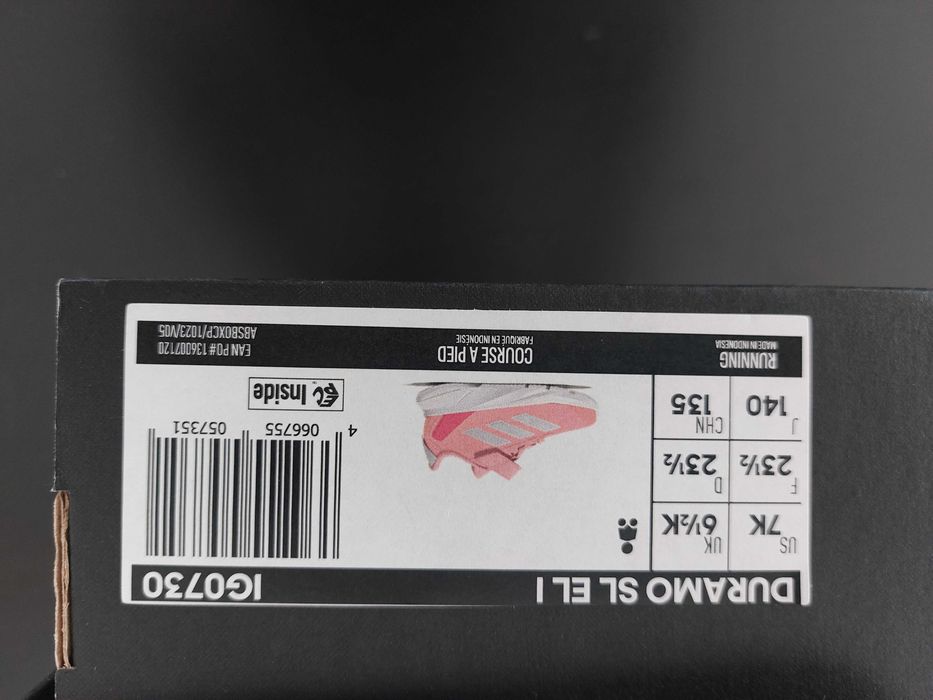 DURAMO SL EL I IG0730
US 7K UK 6½K
F 23½ D 23½
J 140 CHN 135
4 066755 057351
Inside
RUNNING COURSE A PIED EAN PO# 136007120
MADE IN INDONESIA FABRIQUE EN INDONESIE ABSBOXCP/1023/V05